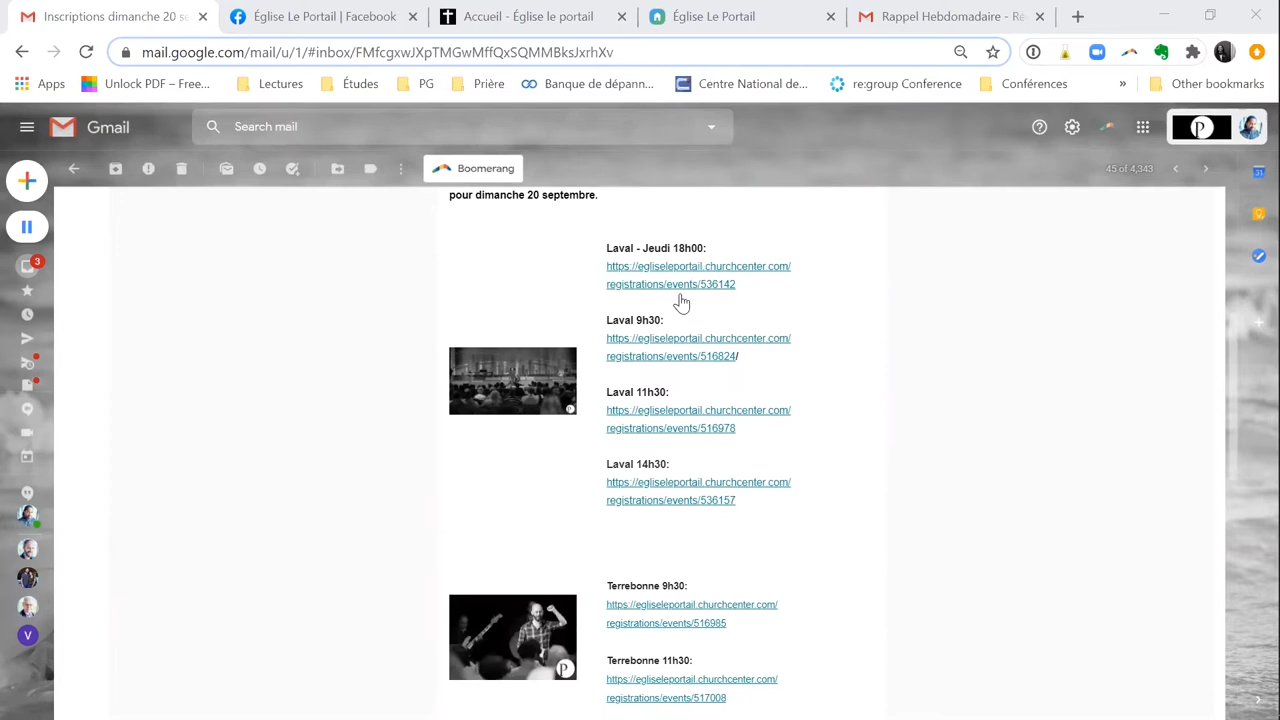 Inscriptions dimanche 20 se
Église Le Portail | Facebook
Accueil - Église le portail
Église Le Portail
Rappel Hebdomadaire - Re
mail.google.com/mail/u/1/#inbox/FMfcgxwJXpTMGwMffQxSQMMBksJxrhXv
Apps
Unlock PDF – Free...
Lectures
Études
PG
Prière
Banque de dépann...
Centre National de...
re:group Conference
Conférences
»
Other bookmarks
Gmail
Search mail
P
Boomerang
45 of 4,343
3
31
pour dimanche 20 septembre.
Laval - Jeudi 18h00:
https://egliseleportail.churchcenter.com/
registrations/events/536142
Laval 9h30:
https://egliseleportail.churchcenter.com/
registrations/events/516824/
Laval 11h30:
https://egliseleportail.churchcenter.com/
registrations/events/516978
Laval 14h30:
https://egliseleportail.churchcenter.com/
registrations/events/536157
Terrebonne 9h30:
https://egliseleportail.churchcenter.com/
registrations/events/516985
V
P
Terrebonne 11h30:
https://egliseleportail.churchcenter.com/
registrations/events/517008